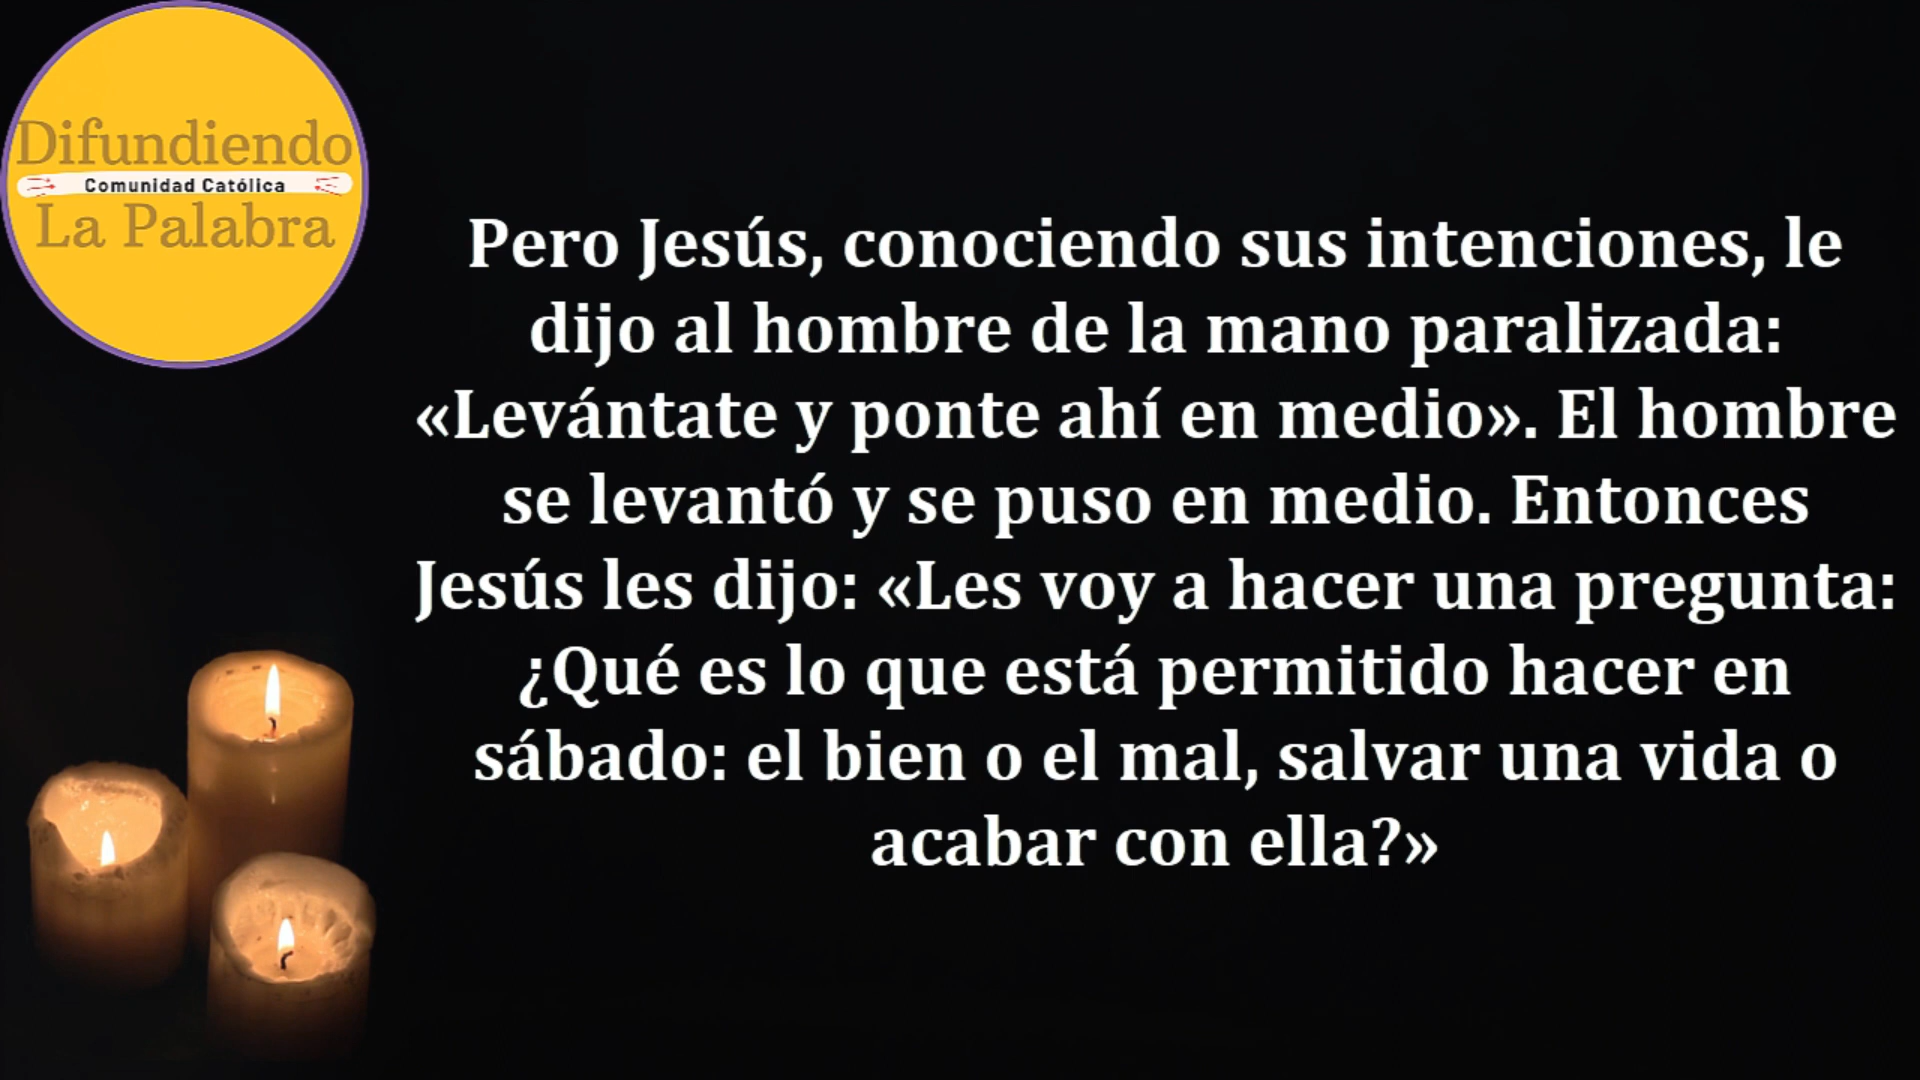 Difundiendo
Comunidad Católica
La Palabra
Pero Jesús, conociendo sus intenciones, le
dijo al hombre de la mano paralizada:
«Levántate y ponte ahí en medio». El hombre
se levantó y se puso en medio. Entonces
Jesús les dijo: «Les voy a hacer una pregunta:
¿Qué es lo que está permitido hacer en
sábado: el bien o el mal, salvar una vida o
acabar con ella?»